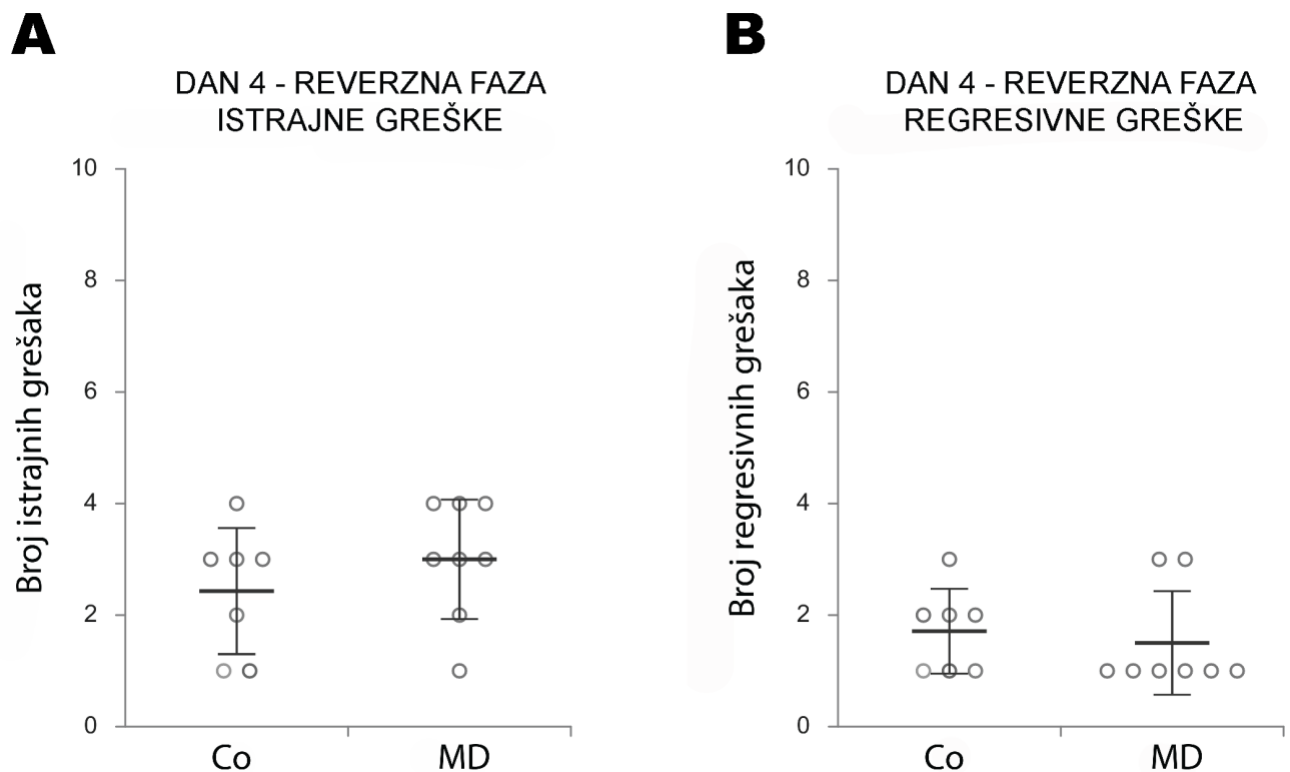 A
DAN 4 - REVERZNA FAZA
ISTRAJNE GREŠKE
Broj istrajnih grešaka
10
8
6
4
2
0
Co
MD
B
DAN 4 - REVERZNA FAZA
REGRESIVNE GREŠKE
Broj regresivnih grešaka
10
8
6
4
2
0
Co
MD